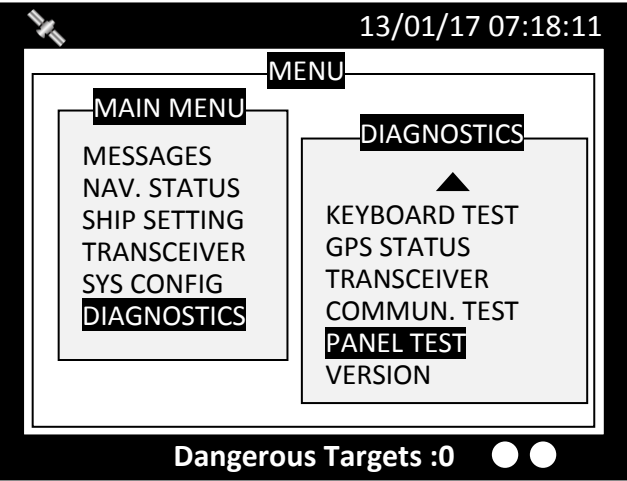 13/01/17 07:18:11
MENU
MAIN MENU
MESSAGES
NAV. STATUS
SHIP SETTING
TRANSCEIVER
SYS CONFIG
DIAGNOSTICS
DIAGNOSTICS
KEYBOARD TEST
GPS STATUS
TRANSCEIVER
COMMUN. TEST
PANEL TEST
VERSION
Dangerous Targets :0